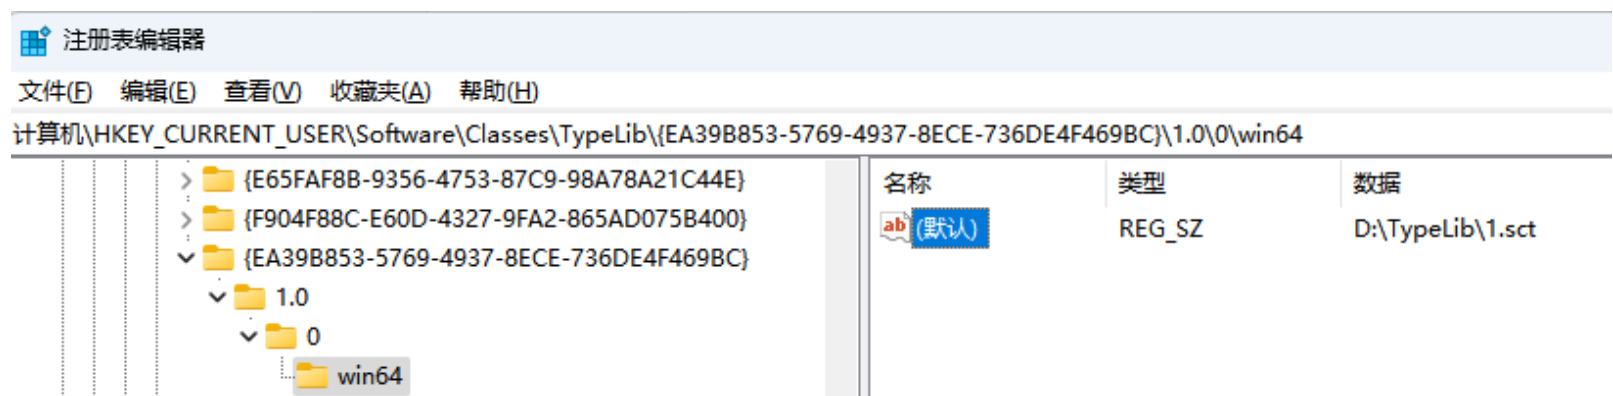 注册表编辑器
文件(F) 编辑(E) 查看(V) 收藏夹(A) 帮助(H)
计算机\HKEY_CURRENT_USER\Software\Classes\TypeLib\{EA39B853-5769-4937-8ECE-736DE4F469BC}\1.0\0\win64
{E65FAF8B-9356-4753-87C9-98A78A21C44E}
{F904F88C-E60D-4327-9FA2-865AD075B400}
{EA39B853-5769-4937-8ECE-736DE4F469BC}
1.0
0
win64
名称 类型 数据
ab (默认) REG_SZ D:\TypeLib\1.sct